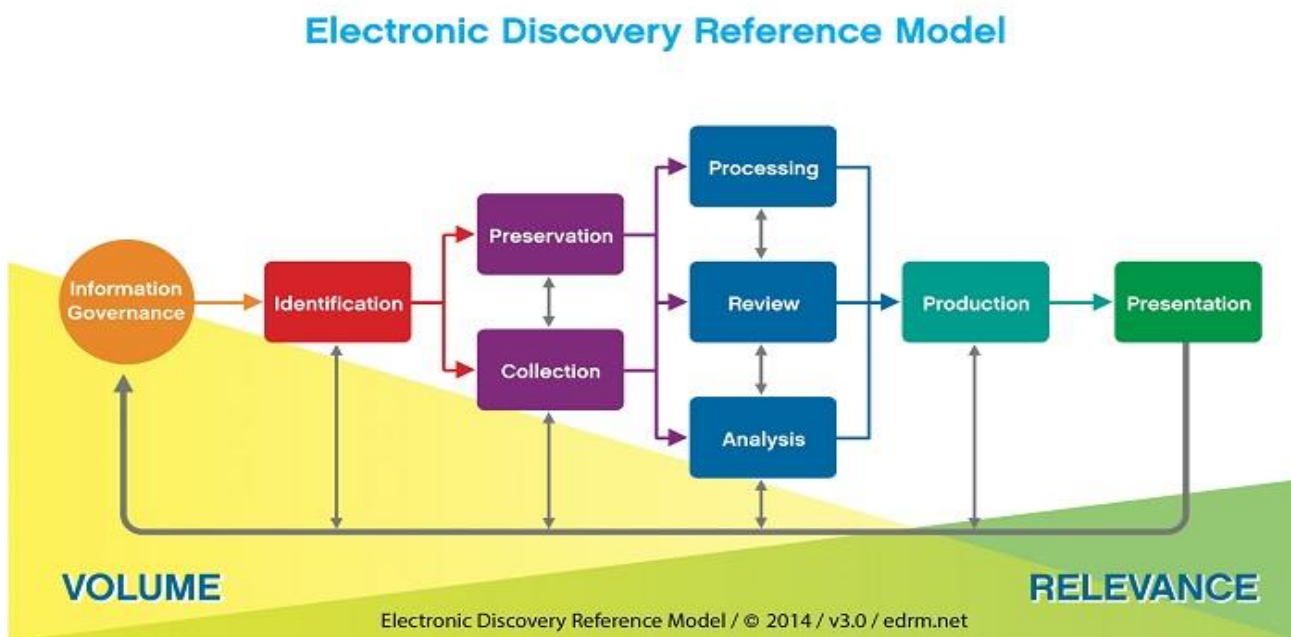 Electronic Discovery Reference Model
Processing
Preservation
Information
Governance
Identification
Review
Production
Presentation
Collection
Analysis
VOLUME
RELEVANCE
Electronic Discovery Reference Model / © 2014 / v3.0 / edrm.net